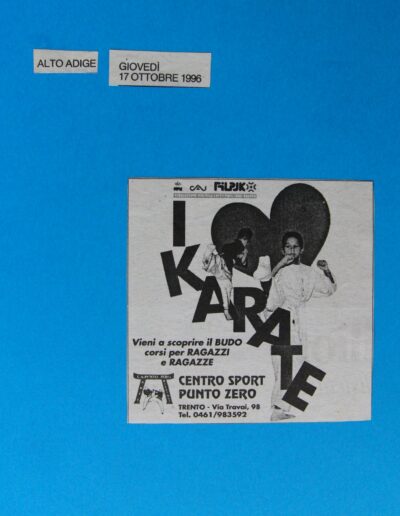 ALTO ADIGE
GIOVEDÌ
17 OTTOBRE 1996
FILPJK
I
KARATE
Vieni a scoprire il BUDO
corsi per RAGAZZI
e RAGAZZE
CENTRO SPORT
PUNTO ZERO
TRENTO - Via Travai, 98
Tel. 0461/983592